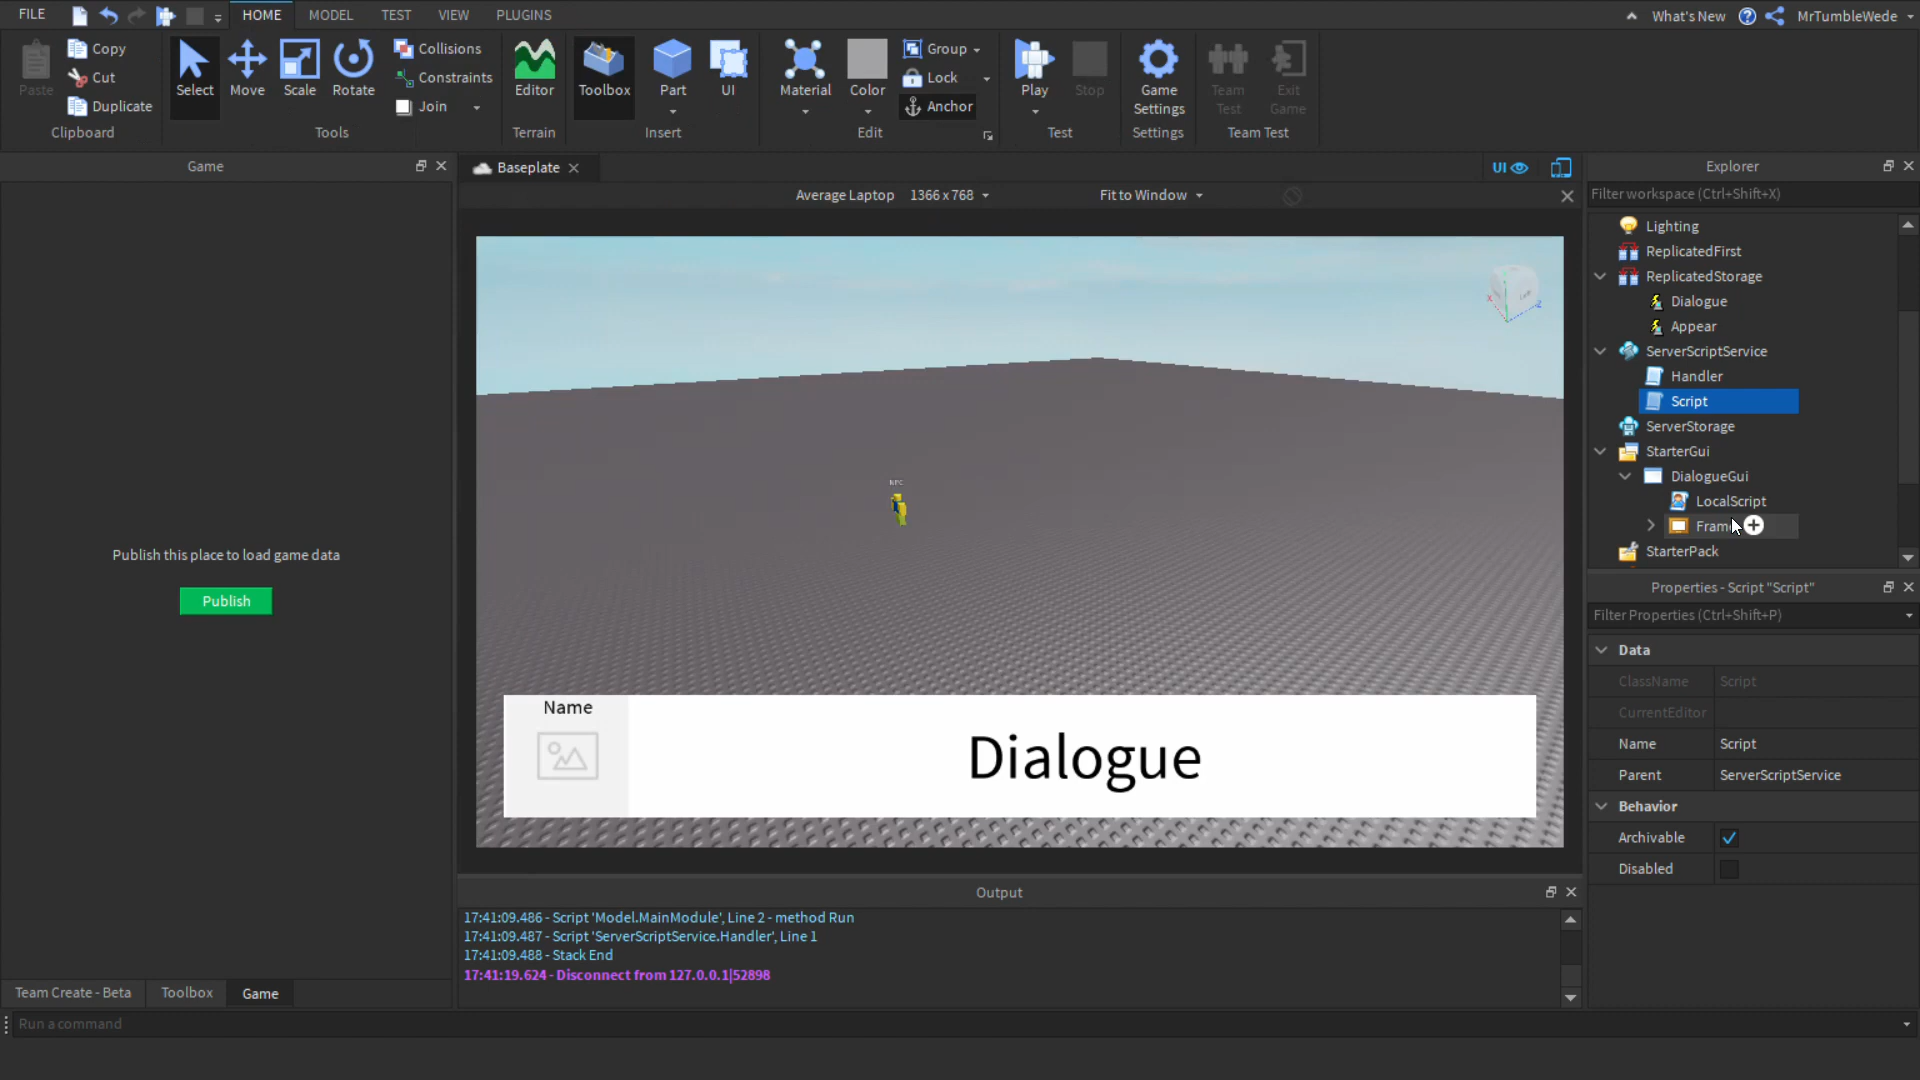 FILE HOME MODEL TEST VIEW PLUGINS What's New MrTumbleWede
Paste Copy Cut Duplicate Clipboard
Select Move Scale Rotate Collisions Constraints Join Tools
Editor Terrain
Toolbox Part UI Insert
Material Color Group Lock Anchor Edit
Play Stop Test
Game Settings Settings
Team Test Exit Game Team Test
Game
Publish this place to load game data
Publish
Team Create - Beta Toolbox Game
Baseplate UI
Average Laptop 1366 x 768 Fit to Window
NPC
Name
Dialogue
Output
17:41:09.486 - Script 'Model.MainModule', Line 2 - method Run
17:41:09.487 - Script 'ServerScriptService.Handler', Line 1
17:41:09.488 - Stack End
17:41:19.624 - Disconnect from 127.0.0.1|52898
Explorer
Filter workspace (Ctrl+Shift+X)
Lighting
ReplicatedFirst
ReplicatedStorage
Dialogue
Appear
ServerScriptService
Handler
Script
ServerStorage
StarterGui
DialogueGui
LocalScript
Fram
StarterPack
Properties - Script "Script"
Filter Properties (Ctrl+Shift+P)
Data
ClassName Script
CurrentEditor
Name Script
Parent ServerScriptService
Behavior
Archivable
Disabled
Run a command